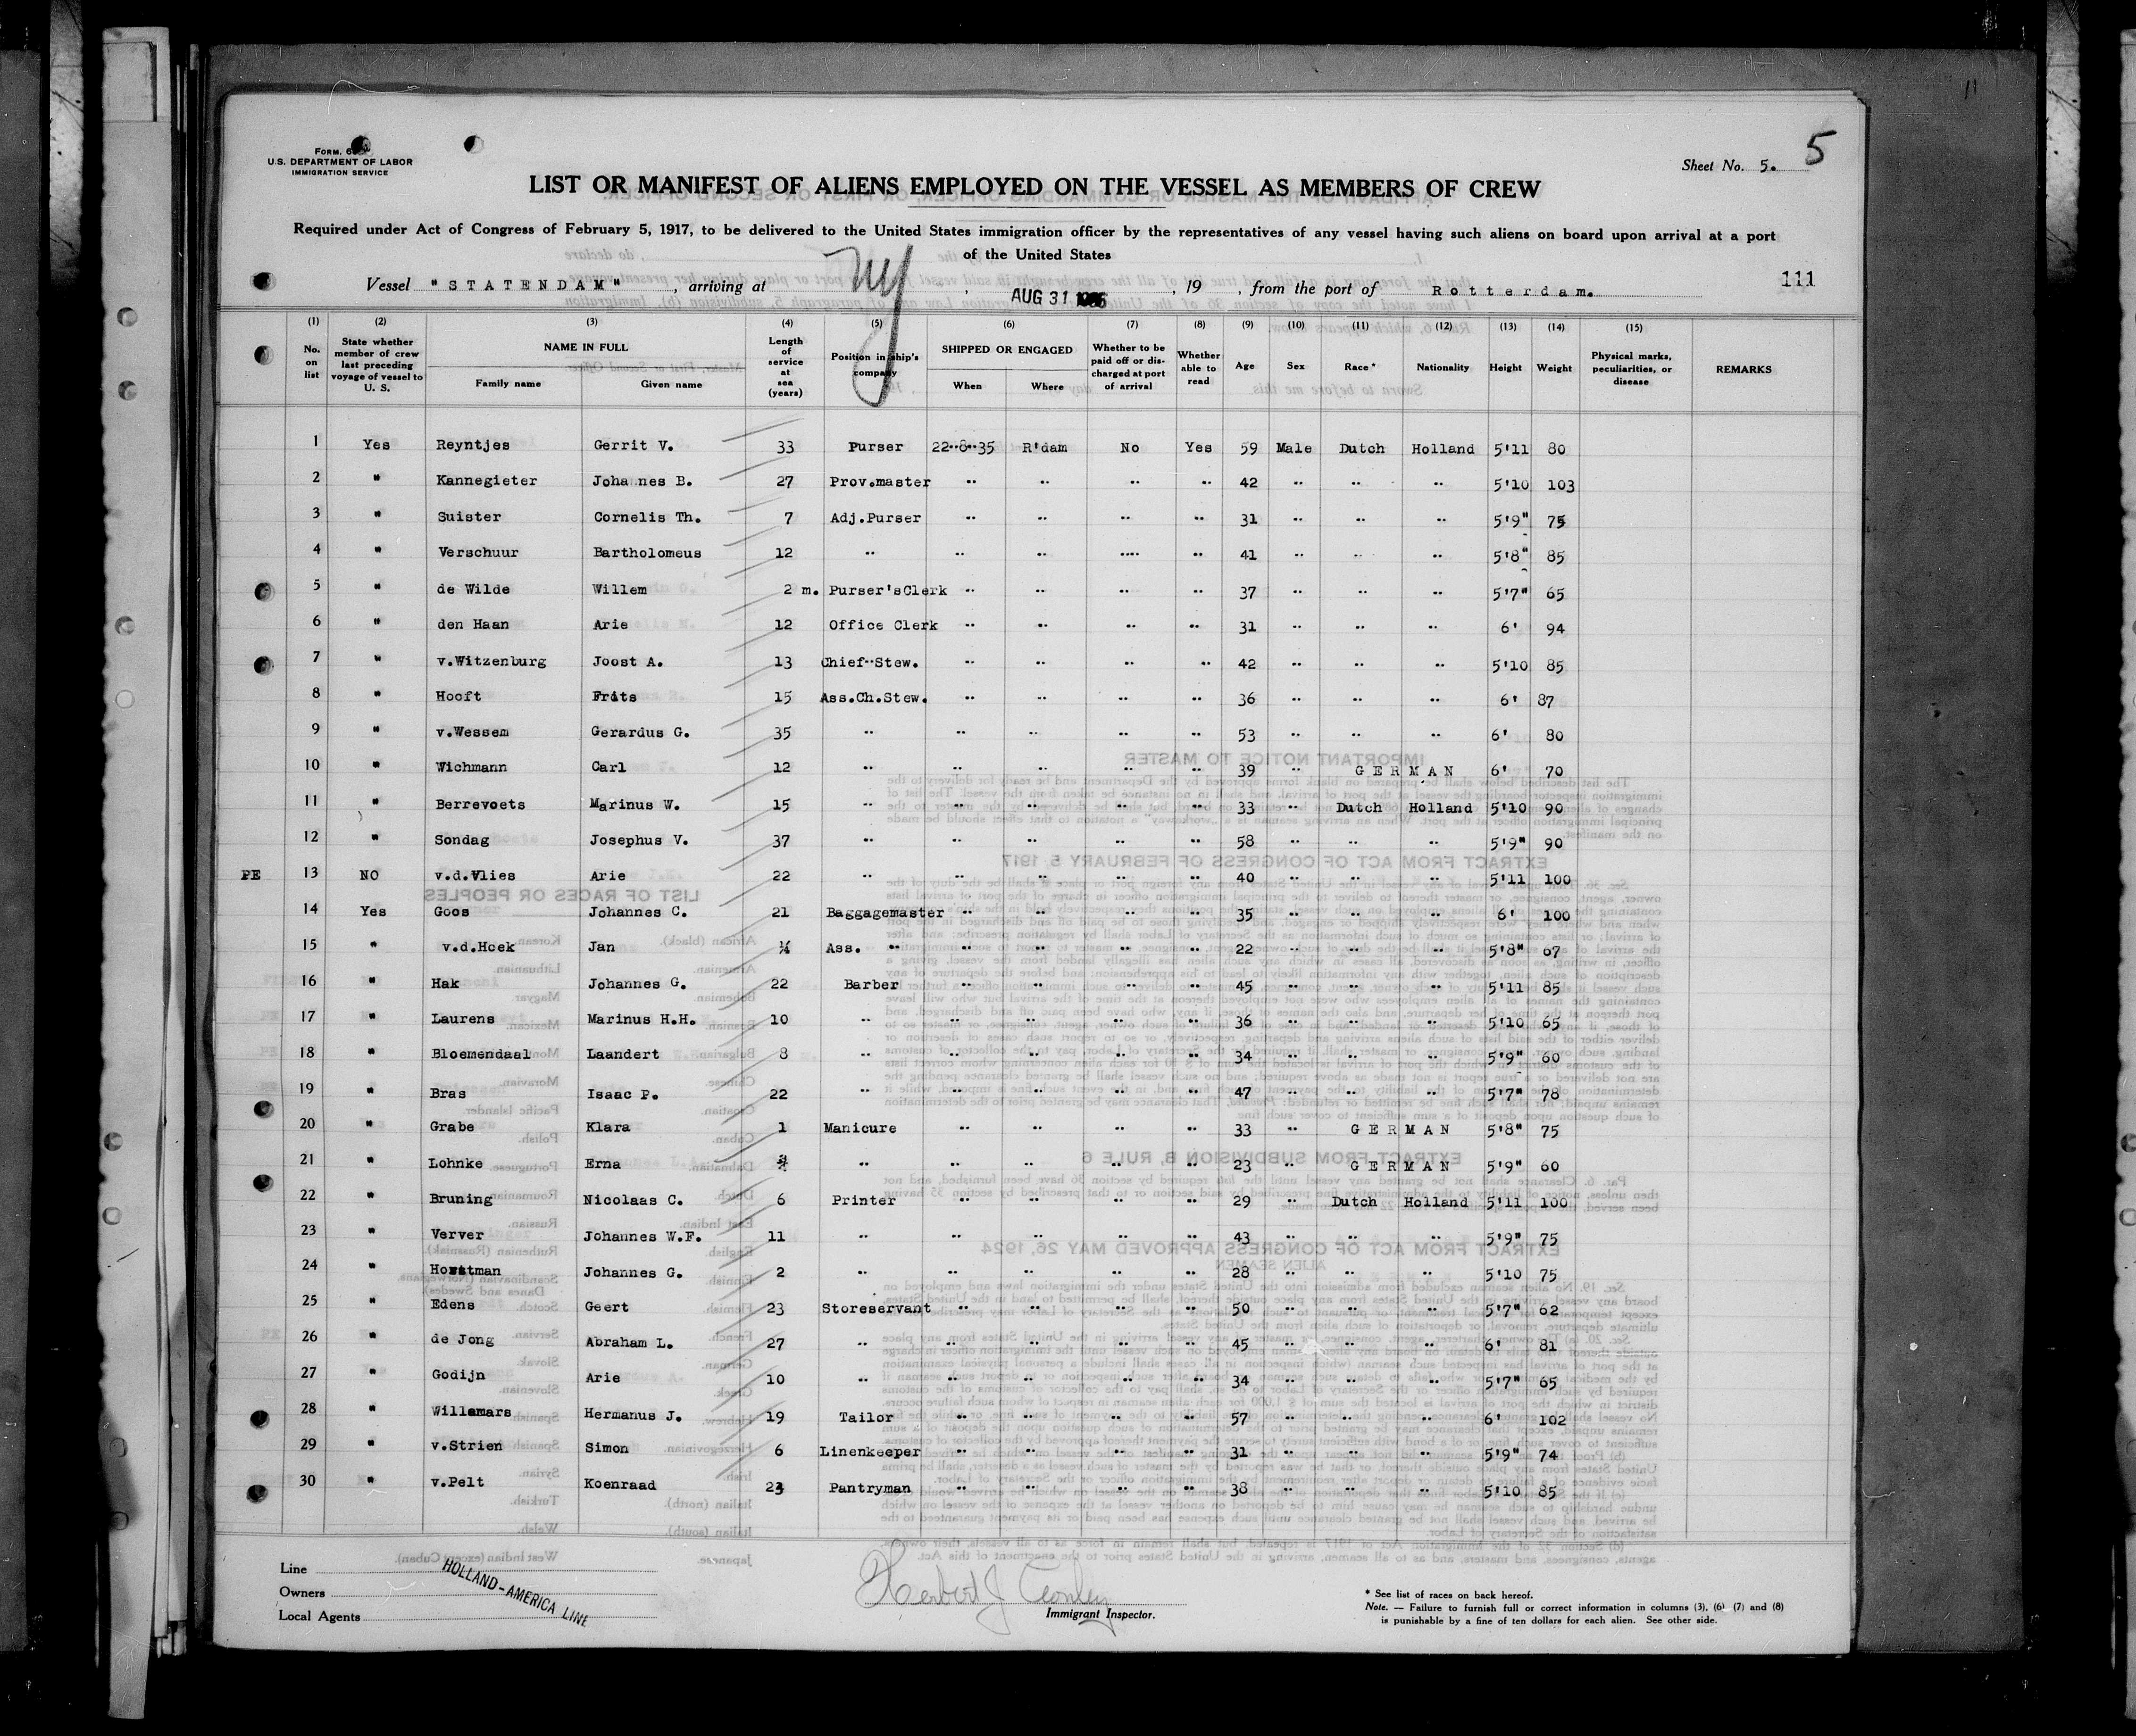 11
FORM. 6
U.S. DEPARTMENT OF LABOR
IMMIGRATION SERVICE
Sheet No. 5. 5
LIST OR MANIFEST OF ALIENS EMPLOYED ON THE VESSEL AS MEMBERS OF CREW
Required under Act of Congress of February 5, 1917, to be delivered to the United States immigration officer by the representatives of any vessel having such aliens on board upon arrival at a port
of the United States
111
Vessel "STATENDAM", arriving at NY, AUG 31, 19 , from the port of Rotterdam.
(1) (2) (3) (4) (5) (6) (7) (8) (9) (10) (11) (12) (13) (14) (15)
No. on list State whether member of crew last preceding voyage of vessel to U. S. NAME IN FULL Family name Given name Length of service at sea (years) Position in ship's company SHIPPED OR ENGAGED When Where Whether to be paid off or discharged at port of arrival Whether able to read Age Sex Race* Nationality Height Weight Physical marks, peculiarities, or disease REMARKS
1 Yes Reyntjes Gerrit V. 33 Purser 22-8-35 R'dam No Yes 59 Male Dutch Holland 5'11 80
2 " Kannegieter Johannes B. 27 Prov.master " " " " 42 " " " 5'10 103
3 " Suister Cornelis Th. 7 Adj.Purser " " " " 31 " " " 5'9" 75
4 " Verschuur Bartholomeus 12 " " " " " 41 " " " 5'8" 85
5 " de Wilde Willem 2 m. Purser'sClerk " " " " 37 " " " 5'7" 65
6 " den Haan Arie 12 Office Clerk " " " " 31 " " " 6' 94
7 " v.Witzenburg Joost A. 13 Chief-Stew. " " " " 42 " " " 5'10 85
8 " Hooft Frits 15 Ass.Ch.Stew. " " " " 36 " " " 6' 87
9 " v.Wessem Gerardus G. 35 " " " " " 53 " " " 6' 80
10 " Wichmann Carl 12 " " " " " 39 " GERMAN 6' 70
11 " Berrevoets Marinus W. 15 " " " " " 33 " Dutch Holland 5'10 90
12 " Sondag Josephus V. 37 " " " " " 58 " " " 5'9" 90
PE 13 NO v.d.Vlies Arie 22 " " " " " 40 " " " 5'11 100
14 Yes Goos Johannes C. 21 Baggagemaster " " " " 35 " " " 6' 100
15 " v.d.Hoek Jan Ass. " " " " " 22 " " " 5'8" 67
16 " Hak Johannes G. 22 Barber " " " " 45 " " " 5'11 85
17 " Laurens Marinus H.H. 10 " " " " " 36 " " " 5'10 65
18 " Bloemendaal Laandert 8 " " " " " 34 " " " 5'9" 60
19 " Bras Isaac P. 22 " " " " " 47 " " " 5'7" 78
20 " Grabe Klara 1 Manicure " " " " 33 " GERMAN 5'8" 75
21 " Lohnke Erna " " " " " 23 " GERMAN 5'9" 60
22 " Bruning Nicolaas C. 6 Printer " " " " 29 " Dutch Holland 5'11 100
23 " Verver Johannes W.F. 11 " " " " " 43 " " " 5'9" 75
24 " Horstman Johannes G. 2 " " " " " 28 " " " 5'10 75
25 " Edens Geert 23 Storeservant " " " " 50 " " " 5'7" 62
26 " de Jong Abraham L. 27 " " " " " 45 " " " 6' 81
27 " Godijn Arie 10 " " " " " 34 " " " 5'7" 65
28 " Willemars Hermanus J. 19 Tailor " " " " 57 " " " 6' 102
29 " v.Strien Simon 6 Linenkeeper " " " " 31 " " " 5'9" 74
30 " v.Pelt Koenraad 23 Pantryman " " " " 38 " " " 5'10 85
Line
Owners
Local Agents
HOLLAND-AMERICA LINE
Herbert J
Immigrant Inspector.
* See list of races on back hereof.
Note. — Failure to furnish full or correct information in columns (3), (6) (7) and (8)
is punishable by a fine of ten dollars for each alien. See other side.